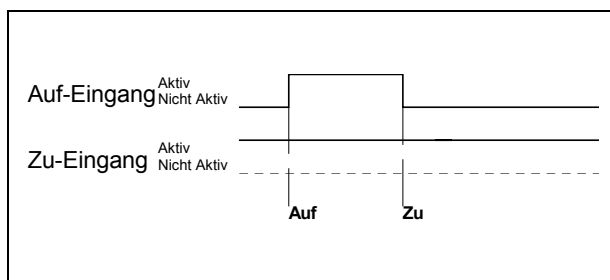 Auf-Eingang Aktiv
Nicht Aktiv
Zu-Eingang Aktiv
Nicht Aktiv
Auf Zu